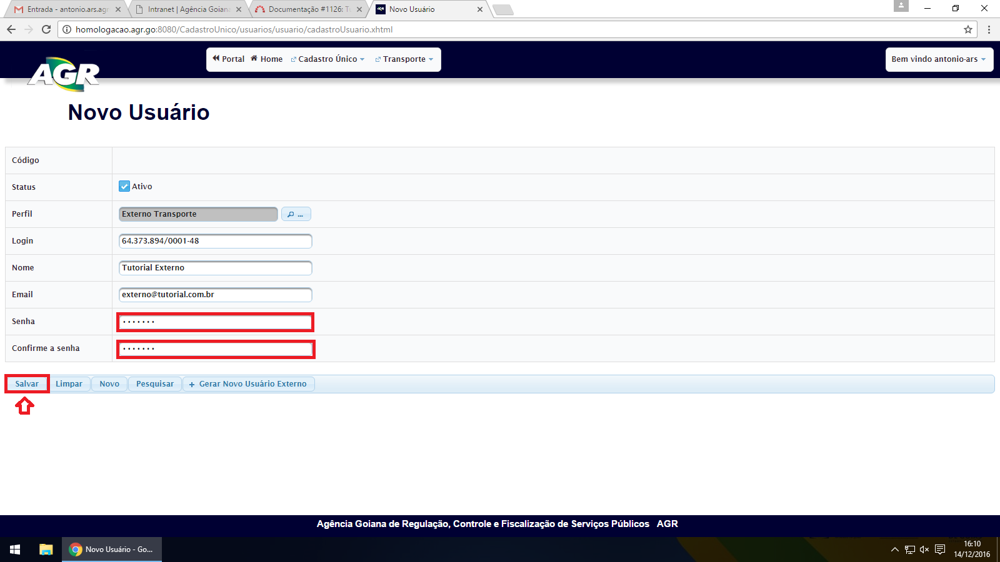 Entrada - antonio.ars.agr
Intranet | Agência Goiana
Documentação #1126: Tu
Novo Usuário
homologacao.agr.go:8080/CadastroUnico/usuarios/usuario/cadastroUsuario.xhtml
AGR
Portal Home Cadastro Único Transporte
Bem vindo antonio-ars
Novo Usuário
Código
Status Ativo
Perfil Externo Transporte ...
Login 64.373.894/0001-48
Nome Tutorial Externo
Email externo@tutorial.com.br
Senha •••••••
Confirme a senha •••••••
Salvar Limpar Novo Pesquisar + Gerar Novo Usuário Externo
Agência Goiana de Regulação, Controle e Fiscalização de Serviços Públicos AGR
Novo Usuário - Go...
16:10
14/12/2016